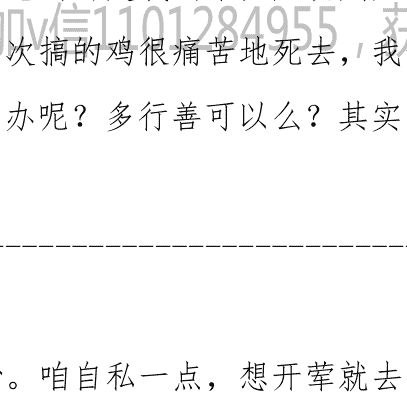 加v信1101284955，获
次搞的鸡很痛苦地死去，我
办呢？多行善可以么？其实
。咱自私一点，想开荤就去